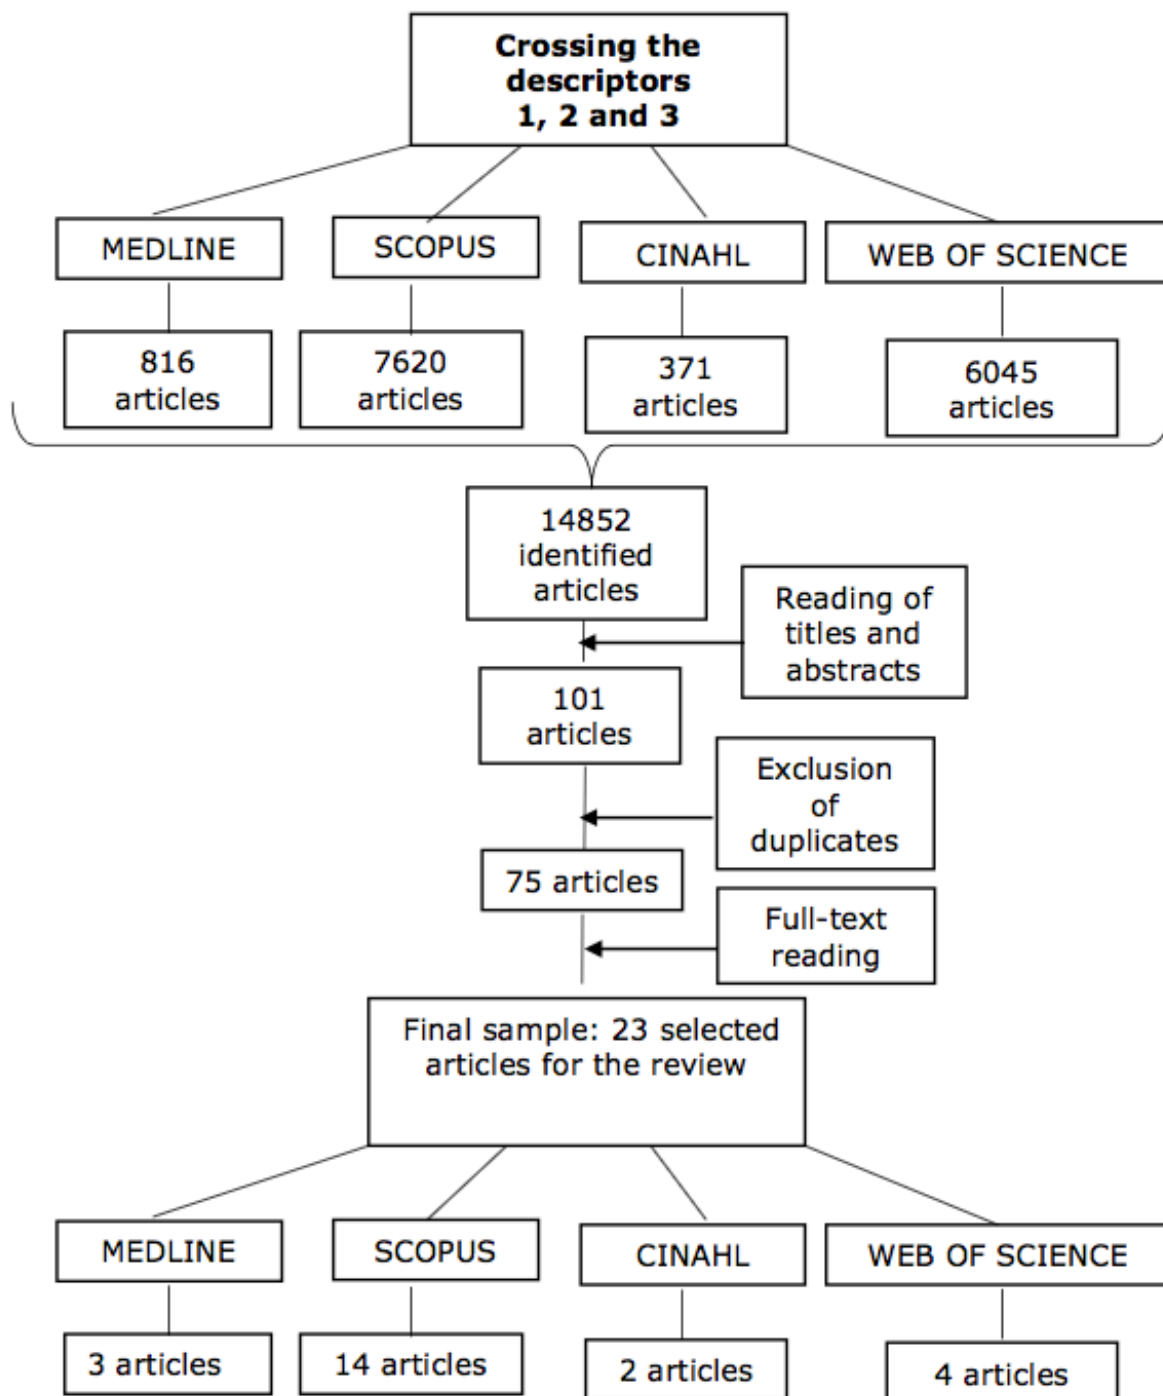 Crossing the
descriptors
1, 2 and 3
MEDLINE
SCOPUS
CINAHL
WEB OF SCIENCE
816
articles
7620
articles
371
articles
6045
articles
14852
identified
articles
Reading of
titles and
abstracts
101
articles
Exclusion
of
duplicates
75 articles
Full-text
reading
Final sample: 23 selected
articles for the review
MEDLINE
SCOPUS
CINAHL
WEB OF SCIENCE
3 articles
14 articles
2 articles
4 articles